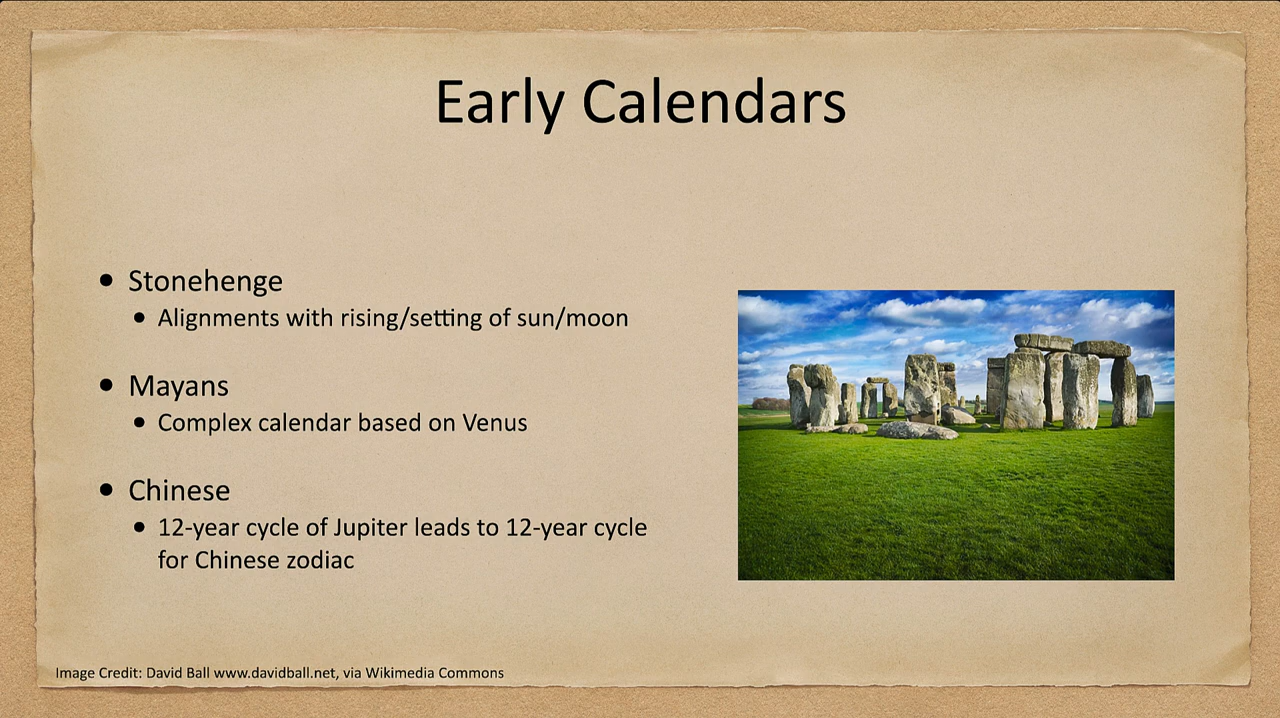 Early Calendars
• Stonehenge
• Alignments with rising/setting of sun/moon
• Mayans
• Complex calendar based on Venus
• Chinese
• 12-year cycle of Jupiter leads to 12-year cycle
for Chinese zodiac
Image Credit: David Ball www.davidball.net, via Wikimedia Commons